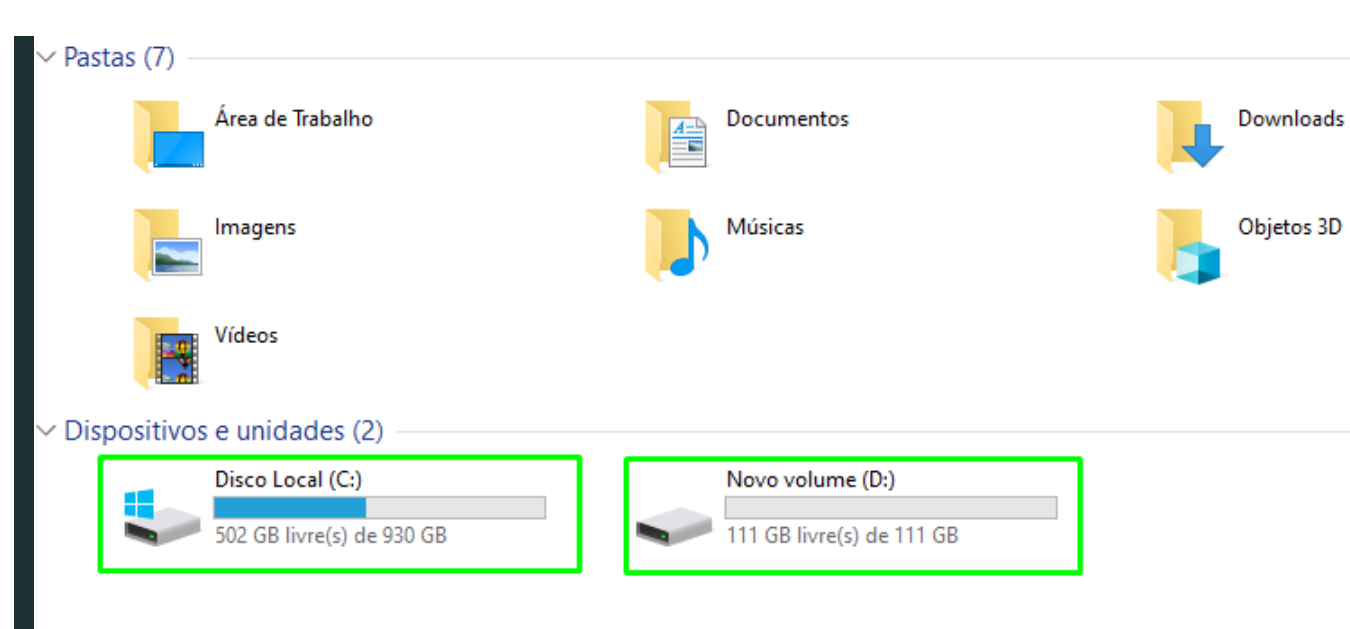 Pastas (7)
Área de Trabalho
Documentos
Downloads
Imagens
Músicas
Objetos 3D
Vídeos
Dispositivos e unidades (2)
Disco Local (C:)
502 GB livre(s) de 930 GB
Novo volume (D:)
111 GB livre(s) de 111 GB